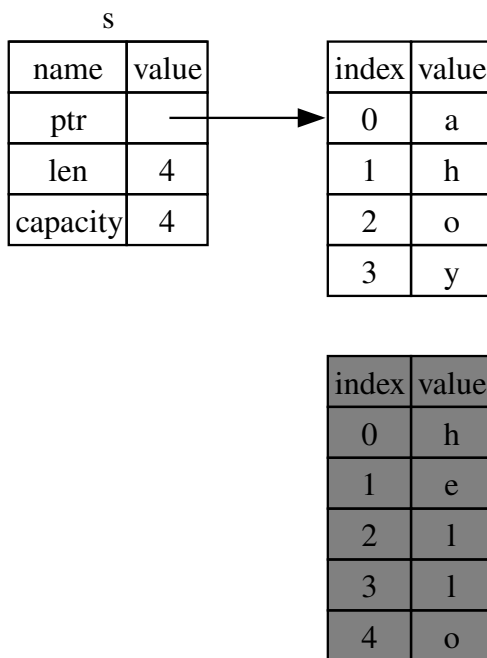 s
name value
ptr
len 4
capacity 4
index value
0 a
1 h
2 o
3 y
index value
0 h
1 e
2 l
3 l
4 o